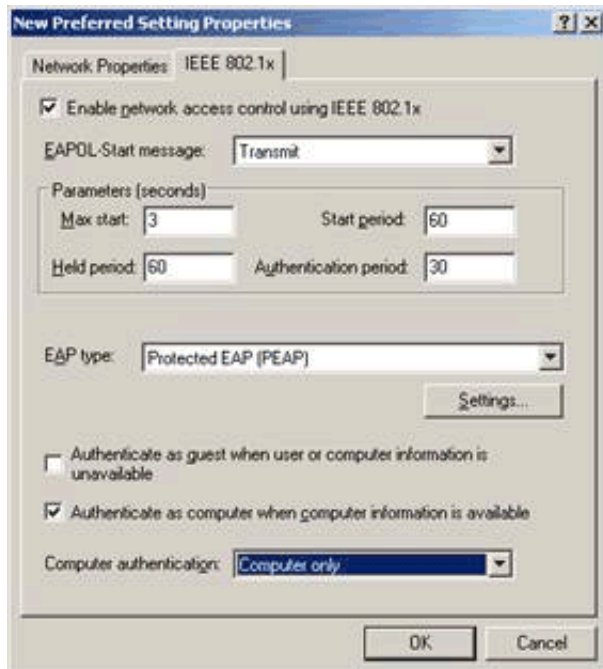 New Preferred Setting Properties
Network Properties IEEE 802.1x
Enable network access control using IEEE 802.1x
EAPOL-Start message: Transmit
Parameters (seconds)
Max start: 3 Start period: 60
Held period: 60 Authentication period: 30
EAP type: Protected EAP (PEAP)
Settings...
Authenticate as guest when user or computer information is
unavailable
Authenticate as computer when computer information is available
Computer authentication: Computer only
OK Cancel